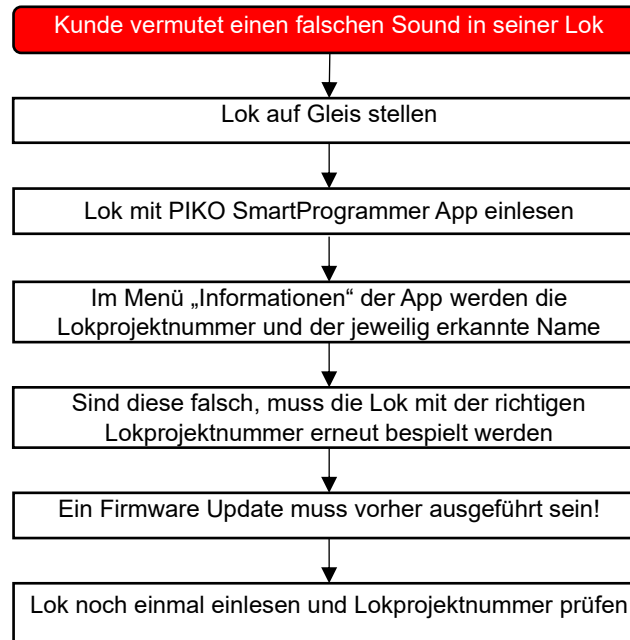 Kunde vermutet einen falschen Sound in seiner Lok
Lok auf Gleis stellen
Lok mit PIKO SmartProgrammer App einlesen
Im Menü „Informationen“ der App werden die
Lokprojektnummer und der jeweilig erkannte Name
Sind diese falsch, muss die Lok mit der richtigen
Lokprojektnummer erneut bespielt werden
Ein Firmware Update muss vorher ausgeführt sein!
Lok noch einmal einlesen und Lokprojektnummer prüfen